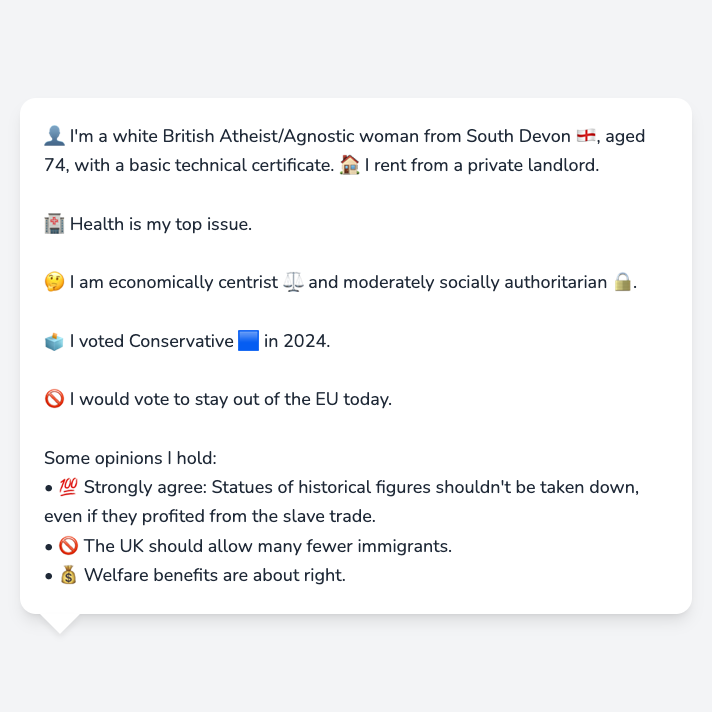 👤 I'm a white British Atheist/Agnostic woman from South Devon 🏴󠁧󠁢󠁥󠁮󠁧󠁿, aged
74, with a basic technical certificate. 🏠 I rent from a private landlord.
🏥 Health is my top issue.
🤔 I am economically centrist ⚖️ and moderately socially authoritarian 🔒.
🗳️ I voted Conservative 🟦 in 2024.
🚫 I would vote to stay out of the EU today.
Some opinions I hold:
• 💯 Strongly agree: Statues of historical figures shouldn't be taken down,
even if they profited from the slave trade.
• 🚫 The UK should allow many fewer immigrants.
• 💰 Welfare benefits are about right.